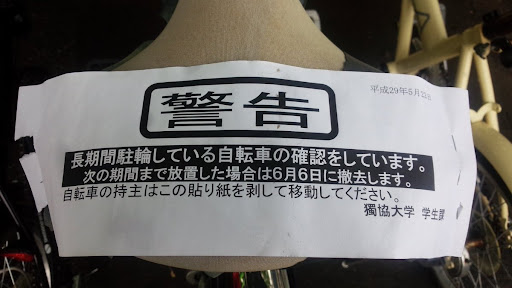 平成29年5月23日
警告
長期間駐輪している自転車の確認をしています。
次の期間まで放置した場合は6月6日に撤去します。
自転車の持主はこの貼り紙を剥して移動してください。
獨協大学 学生課